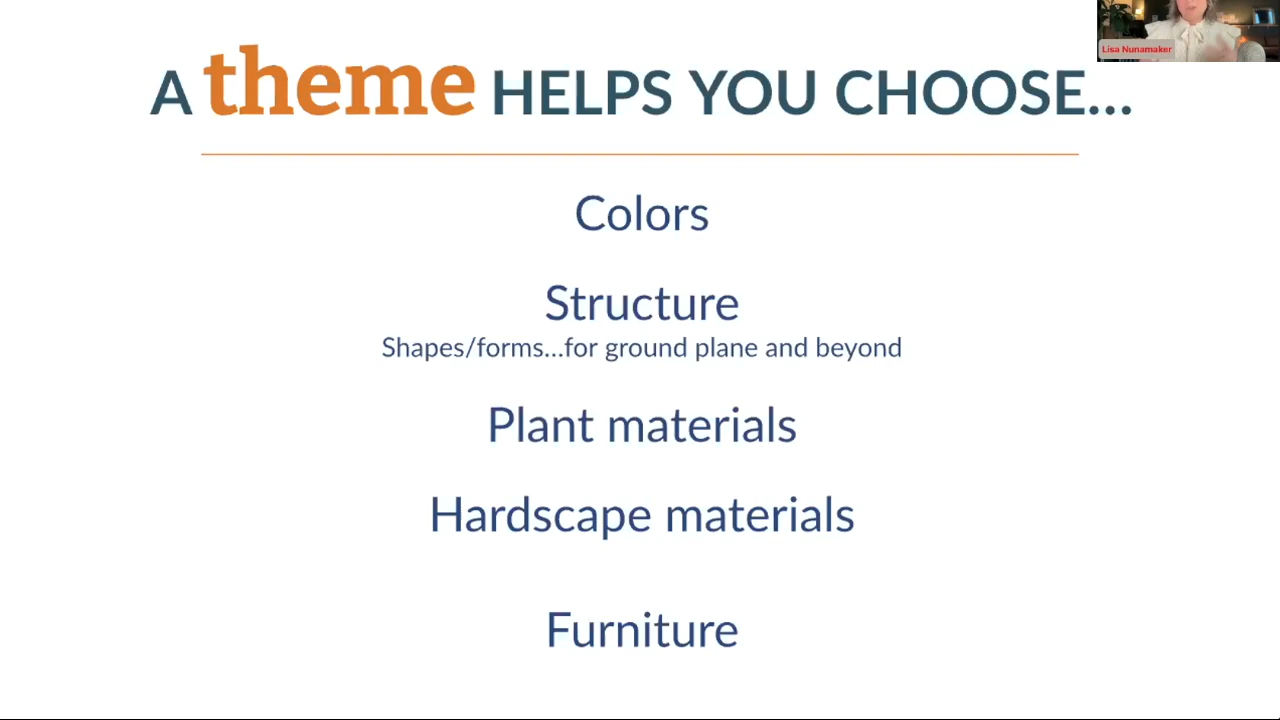 Lisa Nunamaker
A theme HELPS YOU CHOOSE...
Colors
Structure
Shapes/forms...for ground plane and beyond
Plant materials
Hardscape materials
Furniture